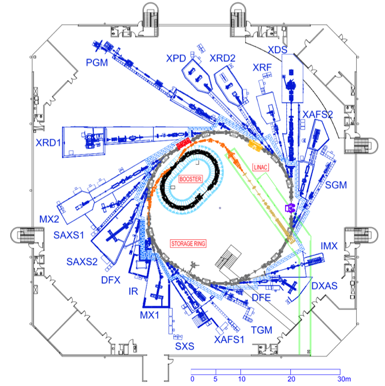 XDS
XPD
XRD2
PGM
XRF
XAFS2
XRD1
LINAC
BOOSTER
SGM
MX2
SAXS1
STORAGE RING
IMX
SAXS2
DFX
DXAS
IR
DFE
MX1
TGM
XAFS1
SXS
0 5 10 20 30m